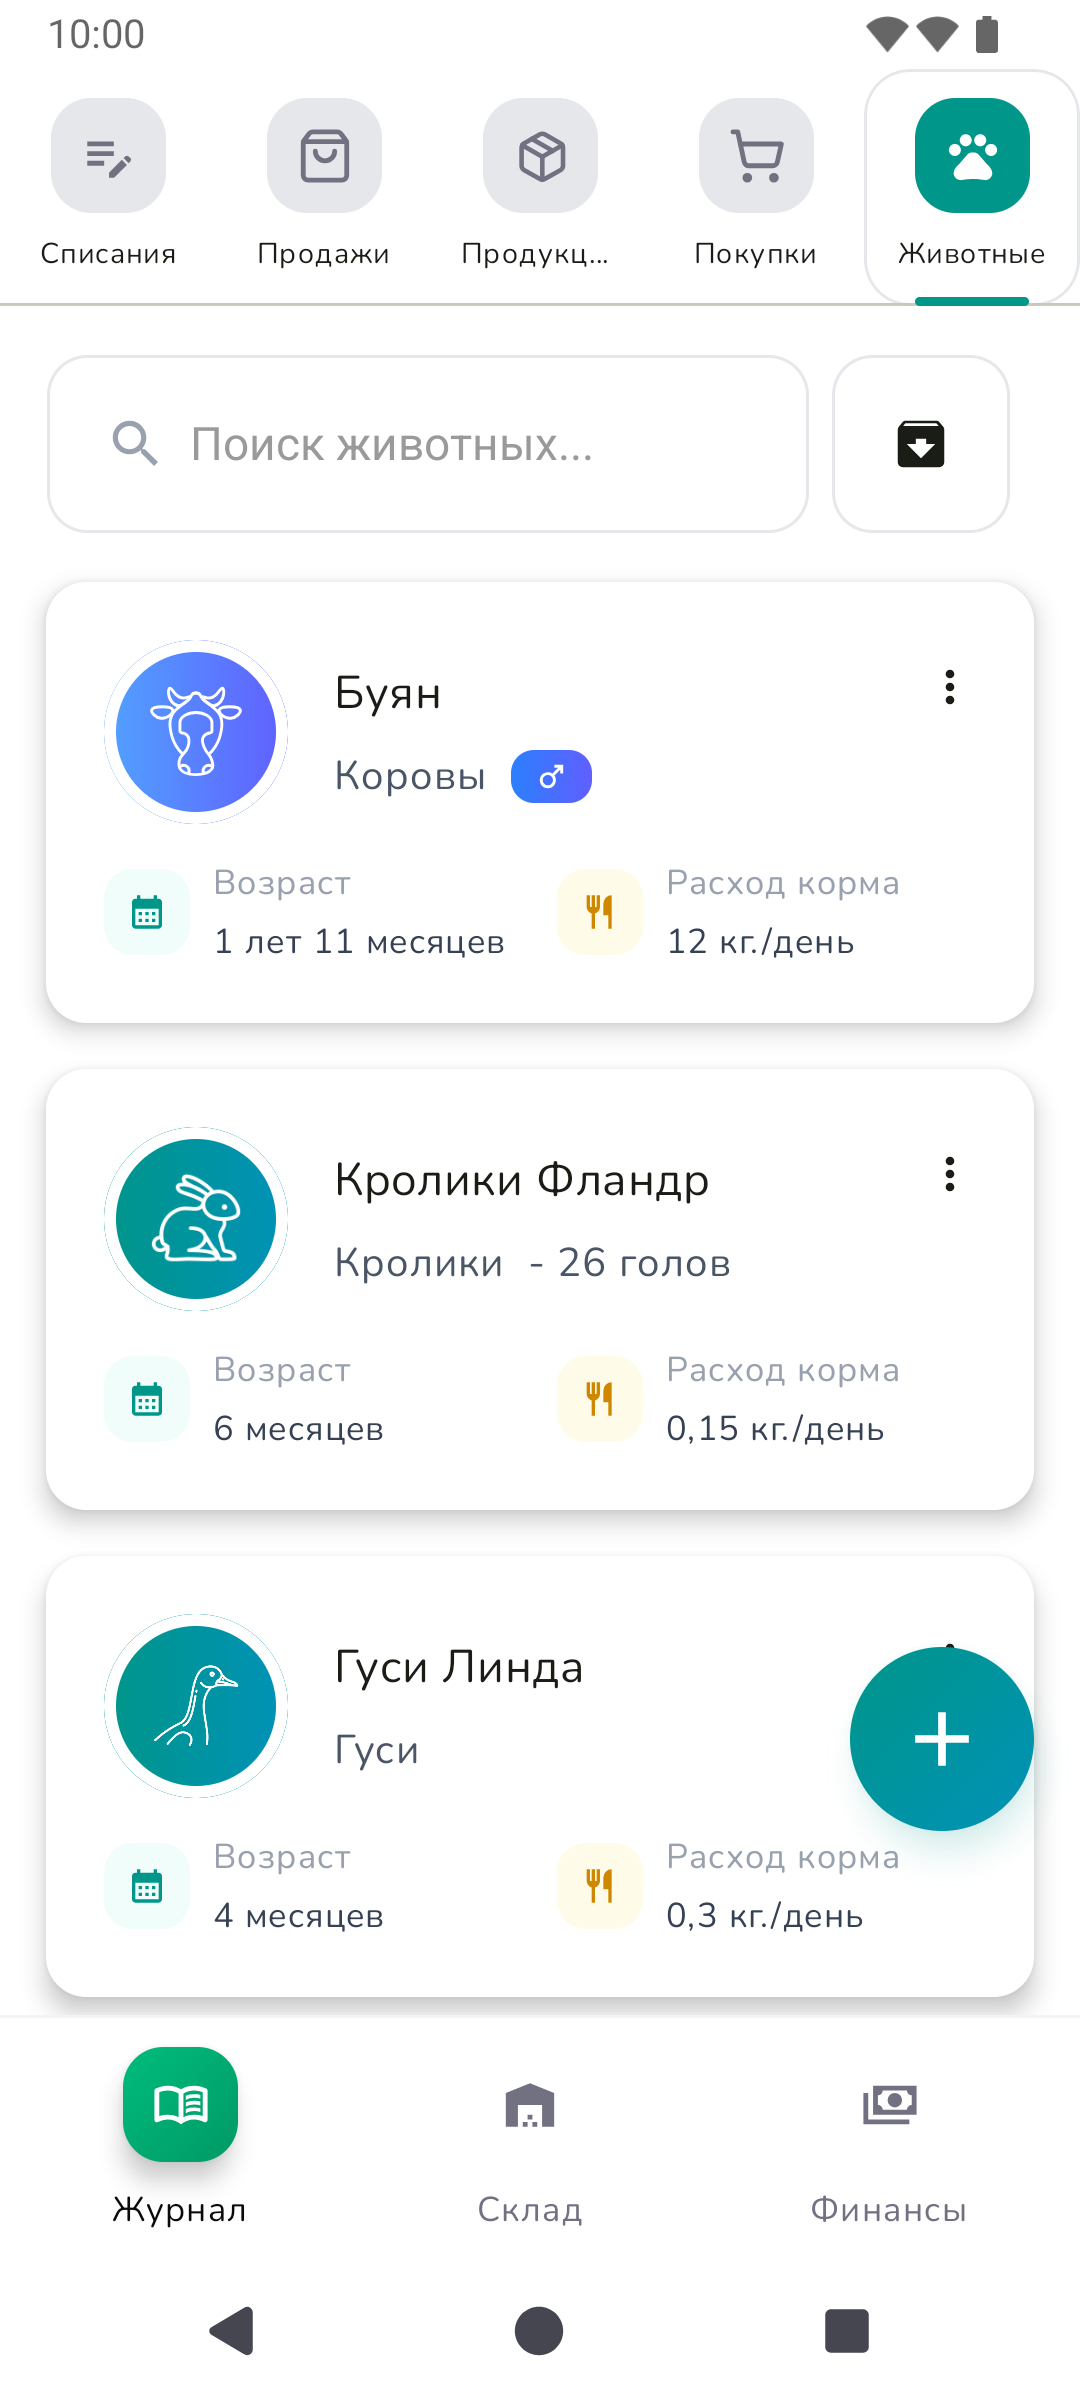 10:00
Списания
Продажи
Продукц...
Покупки
Животные
Поиск животных...
Буян
Коровы
Возраст
1 лет 11 месяцев
Расход корма
12 кг./день
Кролики Фландр
Кролики - 26 голов
Возраст
6 месяцев
Расход корма
0,15 кг./день
Гуси Линда
Гуси
Возраст
4 месяцев
Расход корма
0,3 кг./день
Журнал
Склад
Финансы